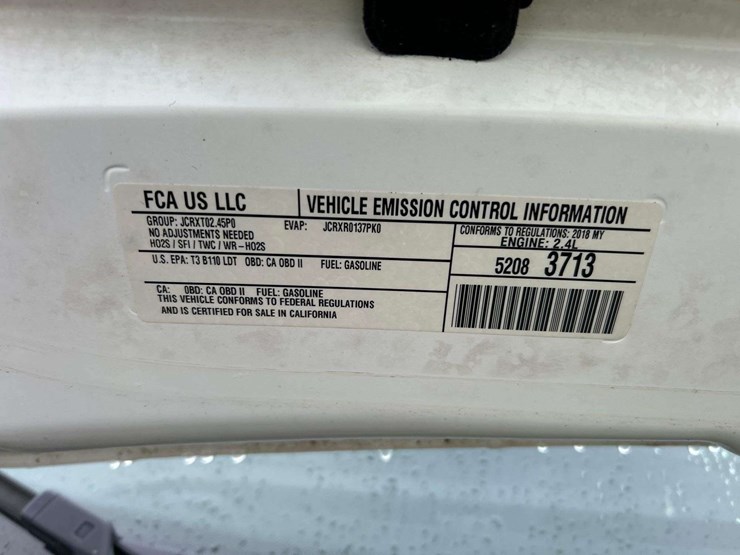 FCA US LLC
VEHICLE EMISSION CONTROL INFORMATION
GROUP: JCRXT02.45P0 EVAP: JCRXR0137PK0
NO ADJUSTMENTS NEEDED
HO2S / SFI / TWC / WR-HO2S
CONFORMS TO REGULATIONS: 2018 MY
ENGINE: 2.4L
U.S. EPA: T3 B110 LDT OBD: CA OBD II FUEL: GASOLINE
5208 3713
CA: OBD: CA OBD II FUEL: GASOLINE
THIS VEHICLE CONFORMS TO FEDERAL REGULATIONS
AND IS CERTIFIED FOR SALE IN CALIFORNIA